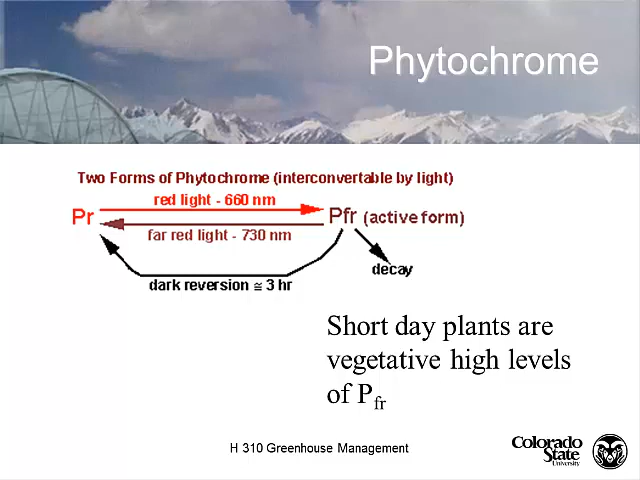 Phytochrome
Two Forms of Phytochrome (interconvertable by light)
red light - 660 nm
Pr
Pfr (active form)
far red light - 730 nm
decay
dark reversion ≅ 3 hr
Short day plants are
vegetative high levels
of Pfr
H 310 Greenhouse Management
Colorado
State
University